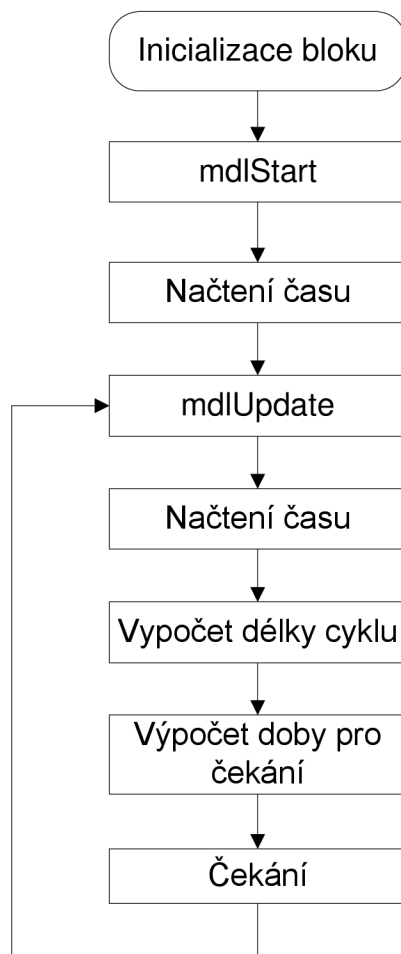 Inicializace bloku
mdlStart
Načtení času
mdlUpdate
Načtení času
Vypočet délky cyklu
Výpočet doby pro
čekání
Čekání